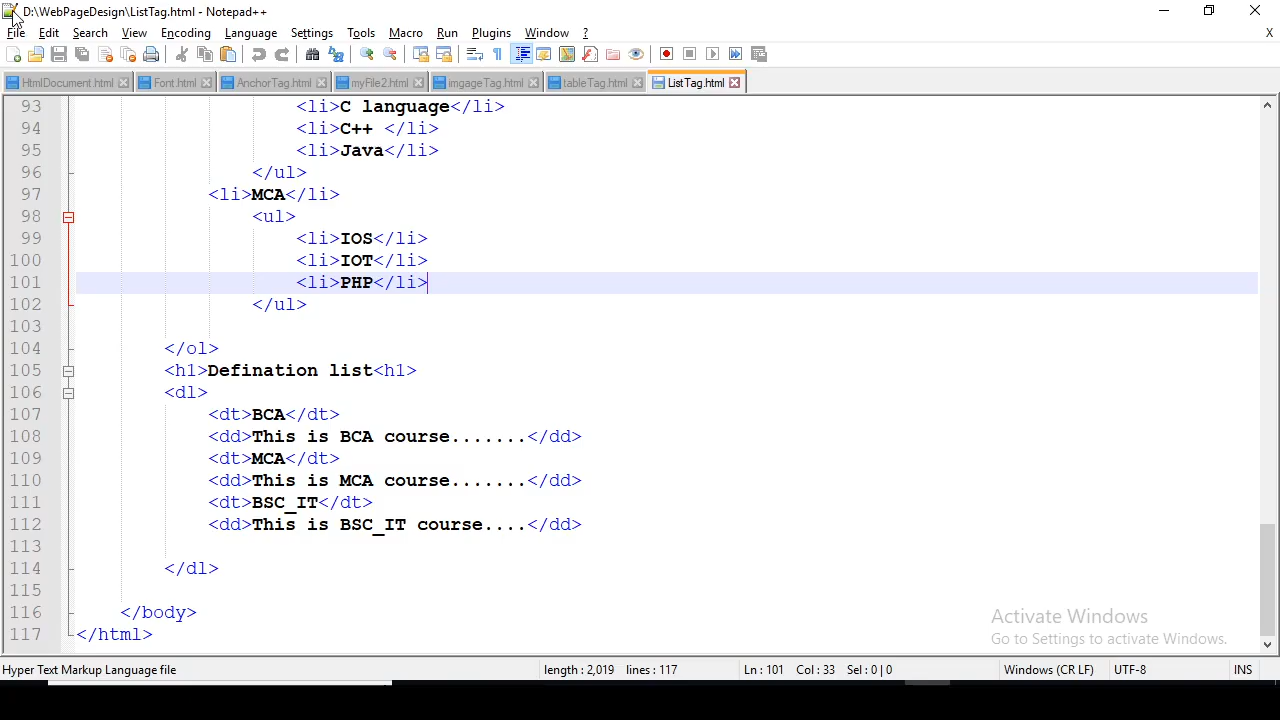 D:\WebPageDesign\ListTag.html - Notepad++
File Edit Search View Encoding Language Settings Tools Macro Run Plugins Window ? X
HtmlDocument.html Font.html AnchorTag.html myFile2.html imgageTag.html tableTag.html ListTag.html
93 <li>C language</li>
94 <li>C++ </li>
95 <li>Java</li>
96 </ul>
97 <li>MCA</li>
98 <ul>
99 <li>IOS</li>
100 <li>IOT</li>
101 <li>PHP</li>
102 </ul>
103
104 </ol>
105 <h1>Defination list<h1>
106 <dl>
107 <dt>BCA</dt>
108 <dd>This is BCA course.......</dd>
109 <dt>MCA</dt>
110 <dd>This is MCA course.......</dd>
111 <dt>BSC_IT</dt>
112 <dd>This is BSC_IT course....</dd>
113
114 </dl>
115
116 </body>
117 </html>
Activate Windows
Go to Settings to activate Windows.
Hyper Text Markup Language file length : 2,019 lines : 117 Ln : 101 Col : 33 Sel : 0 | 0 Windows (CR LF) UTF-8 INS